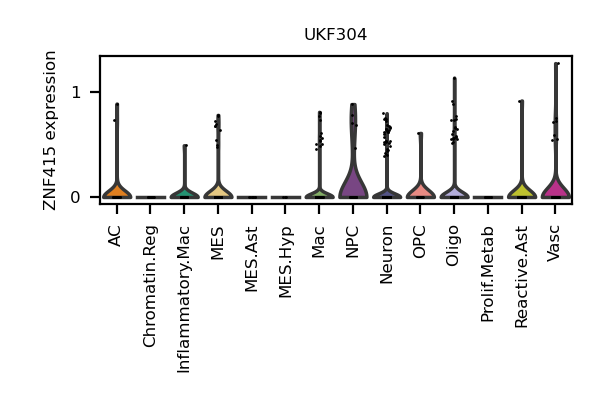 UKF304
ZNF415 expression
1
0
AC
Chromatin.Reg
Inflammatory.Mac
MES
MES.Ast
MES.Hyp
Mac
NPC
Neuron
OPC
Oligo
Prolif.Metab
Reactive.Ast
Vasc